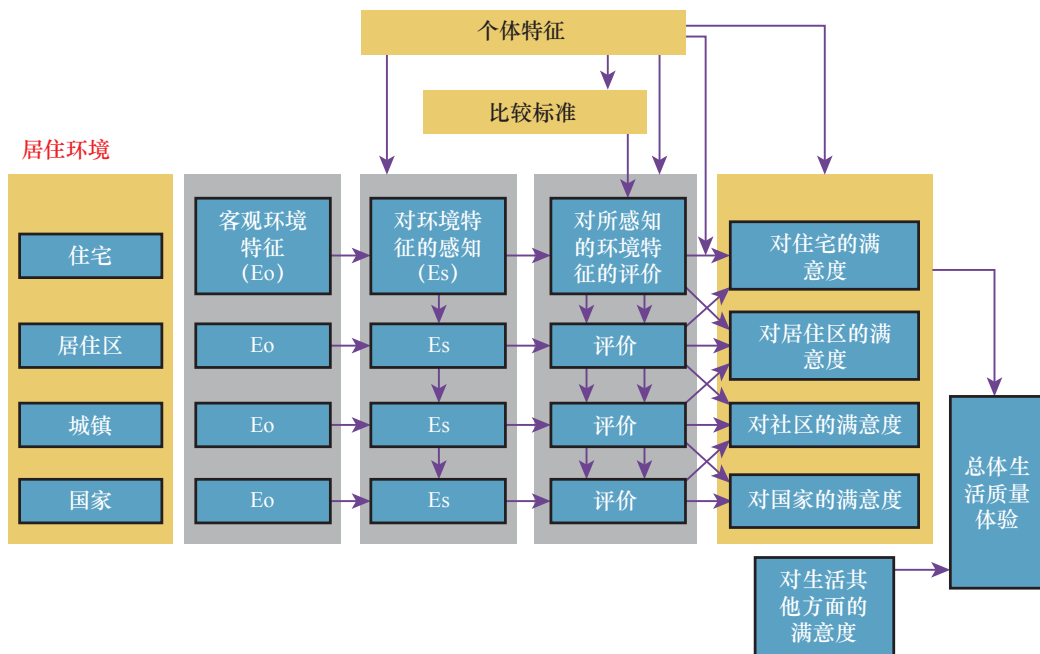 个体特征
比较标准
居住环境
住宅
客观环境
特征
（Eo）
对环境特
征的感知
（Es）
对所感知
的环境特
征的评价
对住宅的满
意度
居住区
Eo
Es
评价
对居住区的满
意度
城镇
Eo
Es
评价
对社区的满意度
国家
Eo
Es
评价
对国家的满意度
总体生
活质量
体验
对生活其
他方面的
满意度